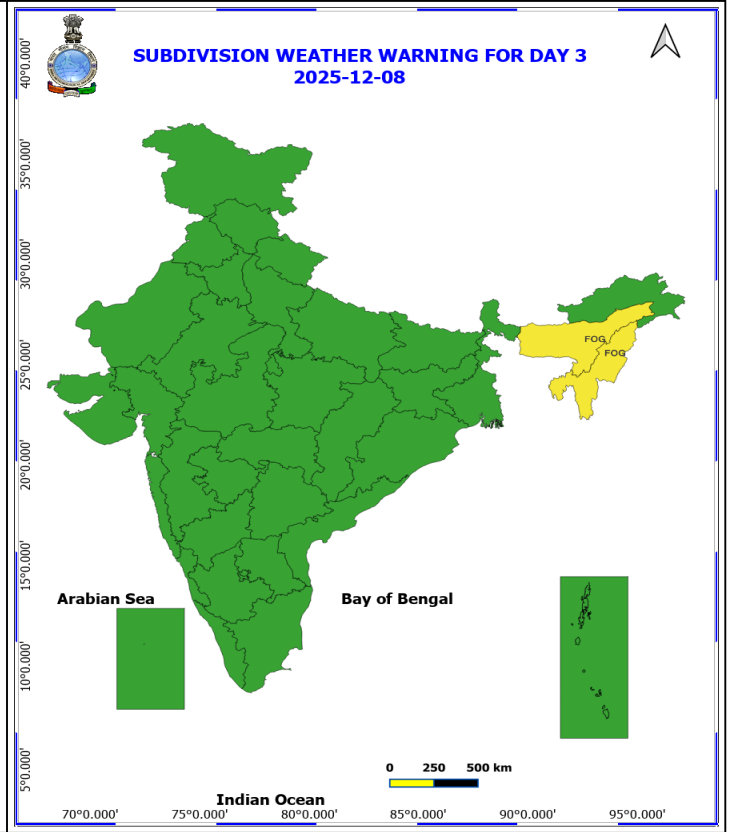 SUBDIVISION WEATHER WARNING FOR DAY 3
2025-12-08
40°0.000'
35°0.000'
30°0.000'
25°0.000'
20°0.000'
15°0.000'
10°0.000'
5°0.000'
FOG
FOG
Arabian Sea
Bay of Bengal
0 250 500 km
Indian Ocean
70°0.000' 75°0.000' 80°0.000' 85°0.000' 90°0.000' 95°0.000'